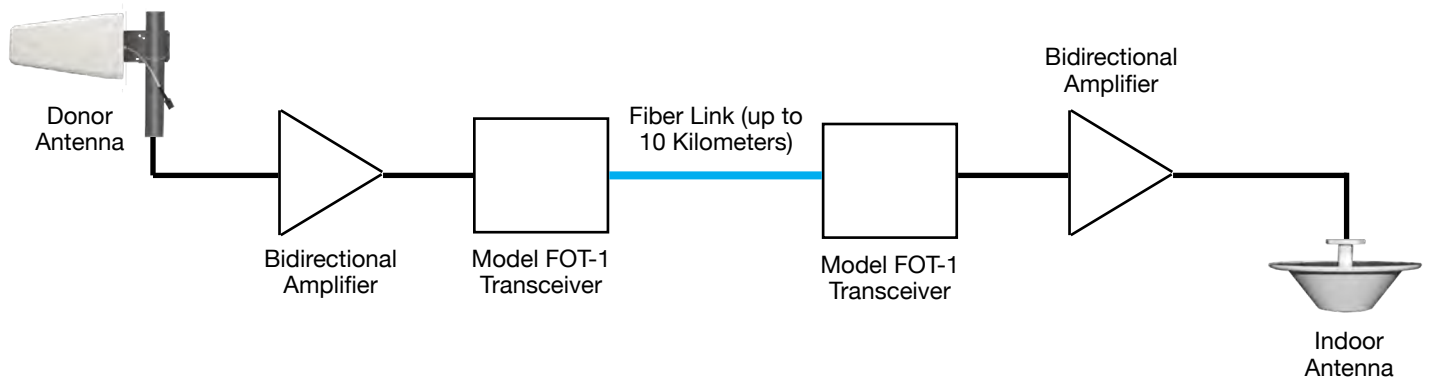 Donor
Antenna
Bidirectional
Amplifier
Model FOT-1
Transceiver
Fiber Link (up to
10 Kilometers)
Model FOT-1
Transceiver
Bidirectional
Amplifier
Indoor
Antenna